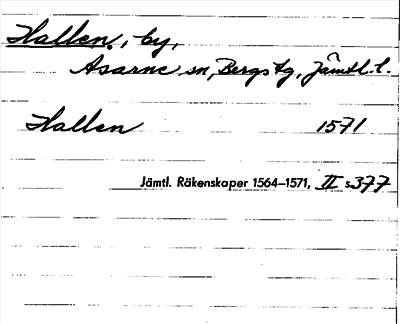 Hallen, by,
Asarne sn, Bergs tg, Jämtl. l.
Hallen 1571
Jämtl. Räkenskaper 1564–1571, II s 377